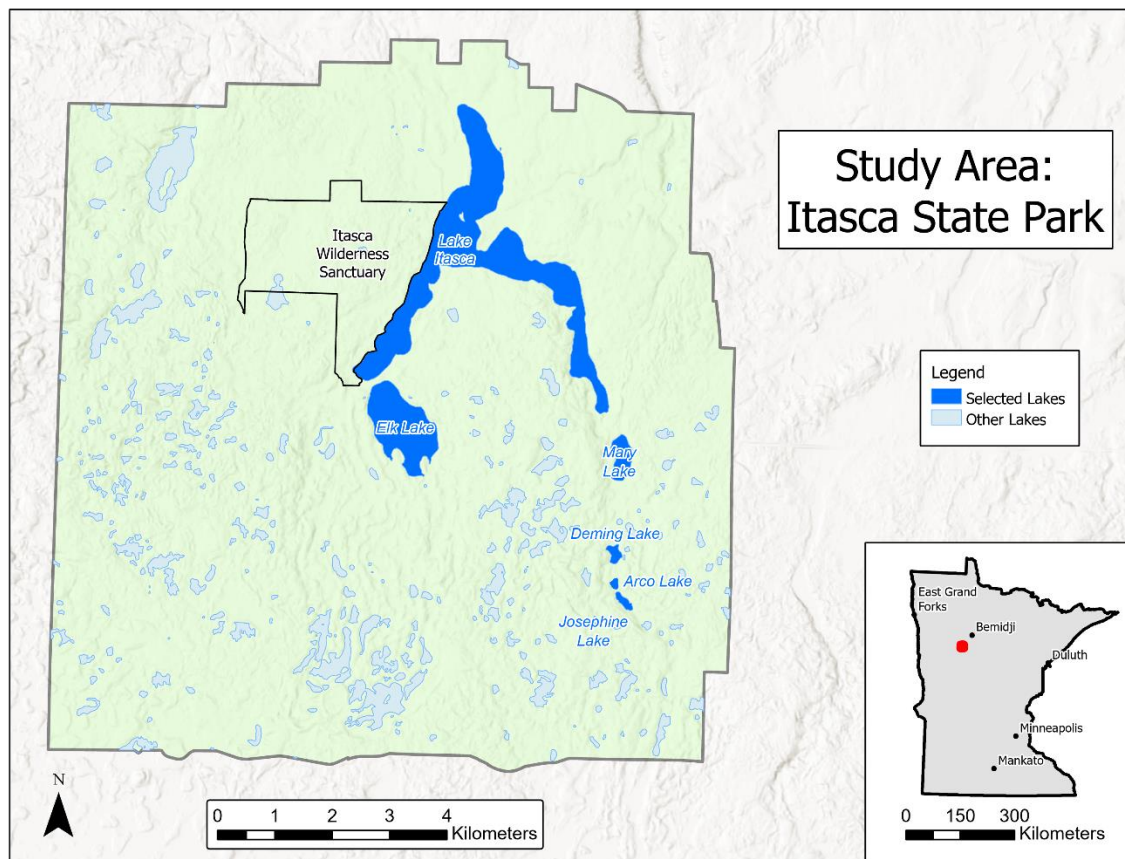 Study Area:
Itasca State Park
Itasca
Wilderness
Sanctuary
Lake
Itasca
Elk Lake
Mary
Lake
Deming Lake
Arco Lake
Josephine
Lake
Legend
Selected Lakes
Other Lakes
East Grand
Forks
Bemidji
Duluth
Minneapolis
Mankato
0 150 300
Kilometers
N
0 1 2 3 4
Kilometers